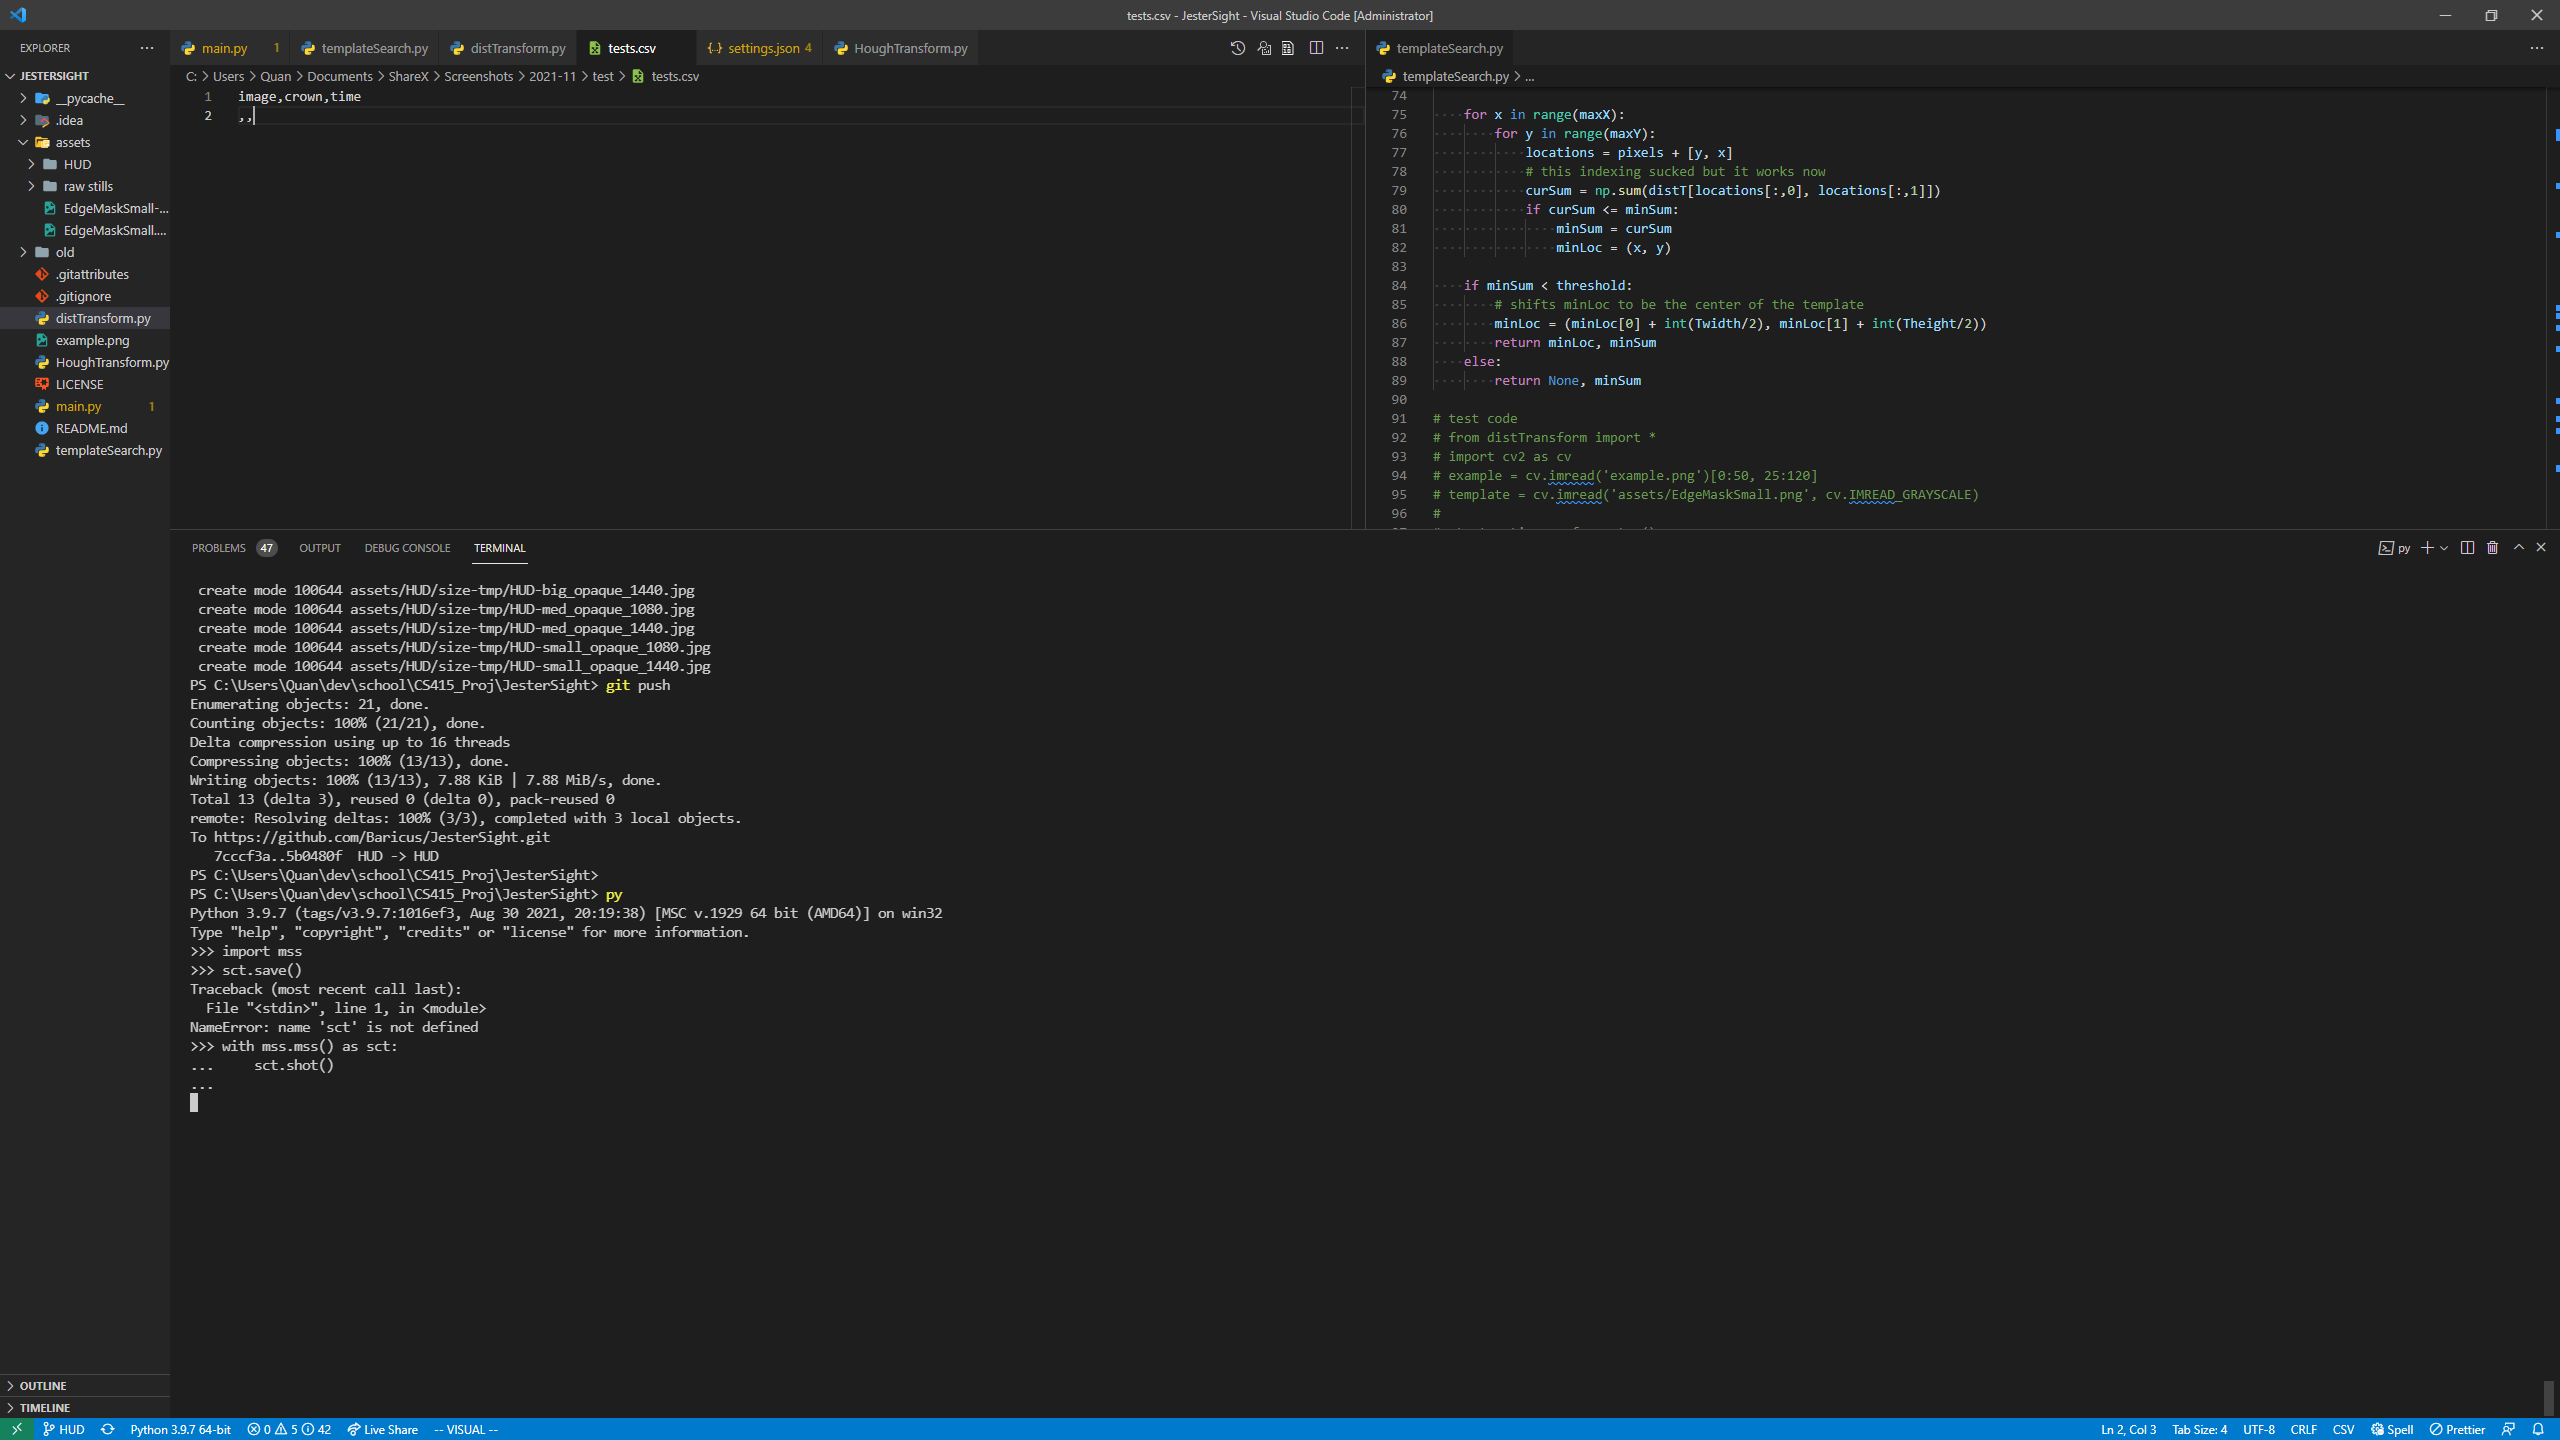 tests.csv - JesterSight - Visual Studio Code [Administrator]
EXPLORER
JESTERSIGHT
__pycache__
.idea
assets
HUD
raw stills
EdgeMaskSmall-...
EdgeMaskSmall....
old
.gitattributes
.gitignore
distTransform.py
example.png
HoughTransform.py
LICENSE
main.py 1
README.md
templateSearch.py
OUTLINE
TIMELINE
main.py 1 templateSearch.py distTransform.py tests.csv {..} settings.json 4 HoughTransform.py
C: > Users > Quan > Documents > ShareX > Screenshots > 2021-11 > test > tests.csv
1 image,crown,time
2 ,,
templateSearch.py
templateSearch.py > ...
74
75 for x in range(maxX):
76 for y in range(maxY):
77 locations = pixels + [y, x]
78 # this indexing sucked but it works now
79 curSum = np.sum(distT[locations[:,0], locations[:,1]])
80 if curSum <= minSum:
81 minSum = curSum
82 minLoc = (x, y)
83
84 if minSum < threshold:
85 # shifts minLoc to be the center of the template
86 minLoc = (minLoc[0] + int(Twidth/2), minLoc[1] + int(Theight/2))
87 return minLoc, minSum
88 else:
89 return None, minSum
90
91 # test code
92 # from distTransform import *
93 # import cv2 as cv
94 # example = cv.imread('example.png')[0:50, 25:120]
95 # template = cv.imread('assets/EdgeMaskSmall.png', cv.IMREAD_GRAYSCALE)
96 #
PROBLEMS 47 OUTPUT DEBUG CONSOLE TERMINAL
py
create mode 100644 assets/HUD/size-tmp/HUD-big_opaque_1440.jpg
create mode 100644 assets/HUD/size-tmp/HUD-med_opaque_1080.jpg
create mode 100644 assets/HUD/size-tmp/HUD-med_opaque_1440.jpg
create mode 100644 assets/HUD/size-tmp/HUD-small_opaque_1080.jpg
create mode 100644 assets/HUD/size-tmp/HUD-small_opaque_1440.jpg
PS C:\Users\Quan\dev\school\CS415_Proj\JesterSight> git push
Enumerating objects: 21, done.
Counting objects: 100% (21/21), done.
Delta compression using up to 16 threads
Compressing objects: 100% (13/13), done.
Writing objects: 100% (13/13), 7.88 KiB | 7.88 MiB/s, done.
Total 13 (delta 3), reused 0 (delta 0), pack-reused 0
remote: Resolving deltas: 100% (3/3), completed with 3 local objects.
To https://github.com/Baricus/JesterSight.git
7cccf3a..5b0480f HUD -> HUD
PS C:\Users\Quan\dev\school\CS415_Proj\JesterSight>
PS C:\Users\Quan\dev\school\CS415_Proj\JesterSight> py
Python 3.9.7 (tags/v3.9.7:1016ef3, Aug 30 2021, 20:19:38) [MSC v.1929 64 bit (AMD64)] on win32
Type "help", "copyright", "credits" or "license" for more information.
>>> import mss
>>> sct.save()
Traceback (most recent call last):
File "<stdin>", line 1, in <module>
NameError: name 'sct' is not defined
>>> with mss.mss() as sct:
... sct.shot()
...
HUD Python 3.9.7 64-bit 0 5 42 Live Share -- VISUAL -- Ln 2, Col 3 Tab Size: 4 UTF-8 CRLF CSV Spell Prettier